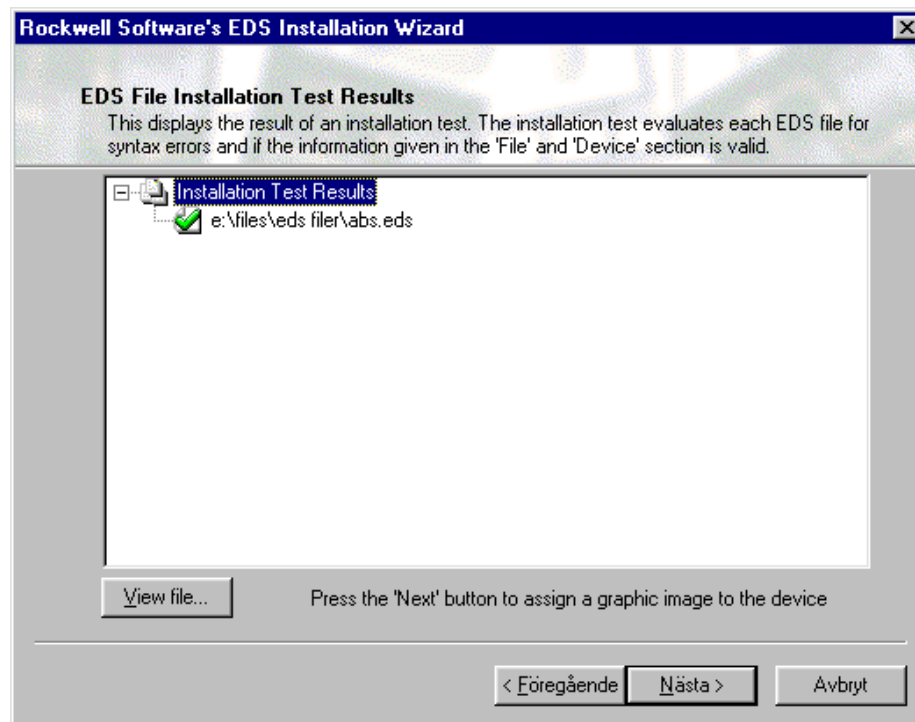 Rockwell Software's EDS Installation Wizard
EDS File Installation Test Results
This displays the result of an installation test. The installation test evaluates each EDS file for
syntax errors and if the information given in the 'File' and 'Device' section is valid.
Installation Test Results
e:\files\eds filer\abs.eds
View file...
Press the 'Next' button to assign a graphic image to the device
< Föregående
Nästa >
Avbryt